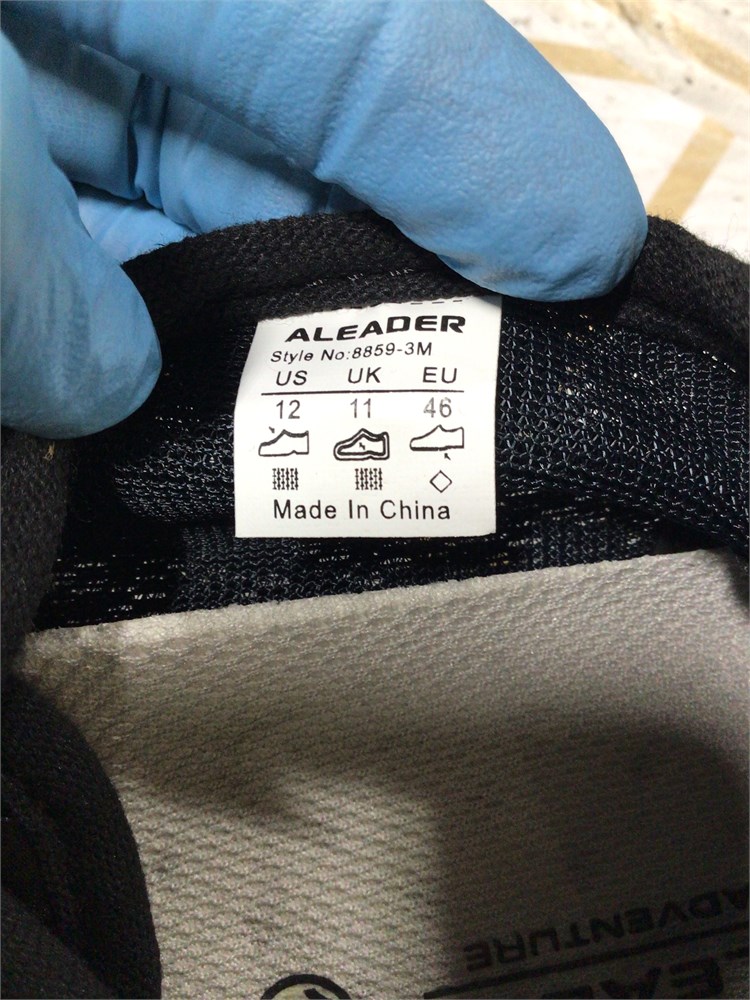 ALEADER
Style No:8859-3M
US UK EU
12 11 46
Made In China
ADVENTURE